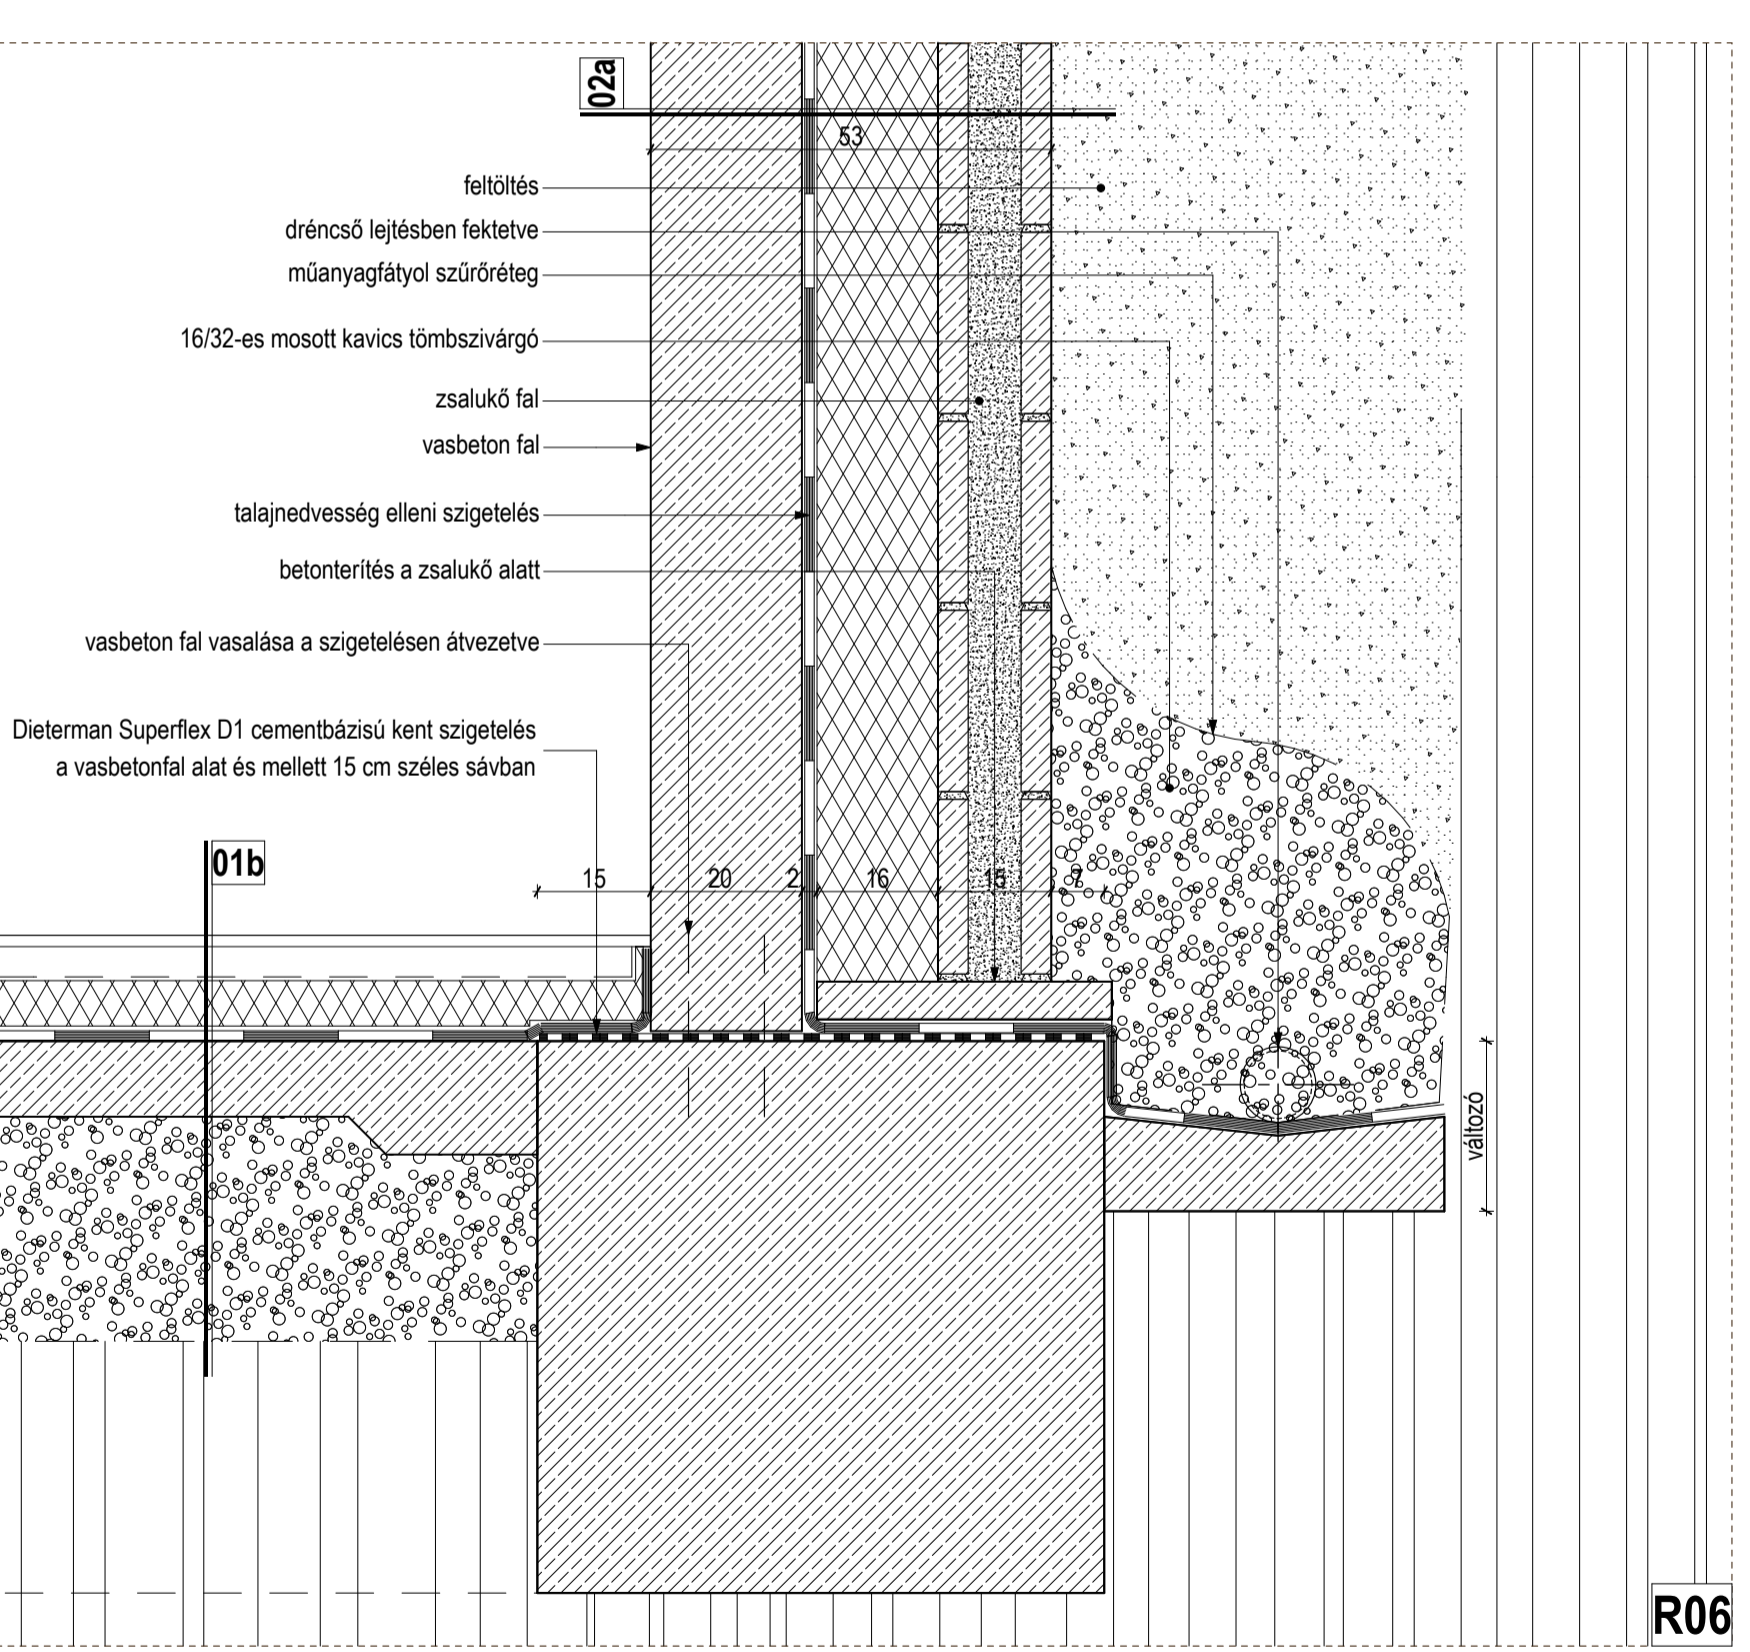 02a
53
feltöltés
dréncső lejtésben fektetve
műanyagfátyol szűrőréteg
16/32-es mosott kavics tömbszivárgó
zsalukő fal
vasbeton fal
talajnedvesség elleni szigetelés
betonterítés a zsalukő alatt
vasbeton fal vasalása a szigetelésen átvezetve
Dieterman Superflex D1 cementbázisú kent szigetelés
a vasbetonfal alat és mellett 15 cm széles sávban
01b
15 20 2 16 15 7
változó
R06